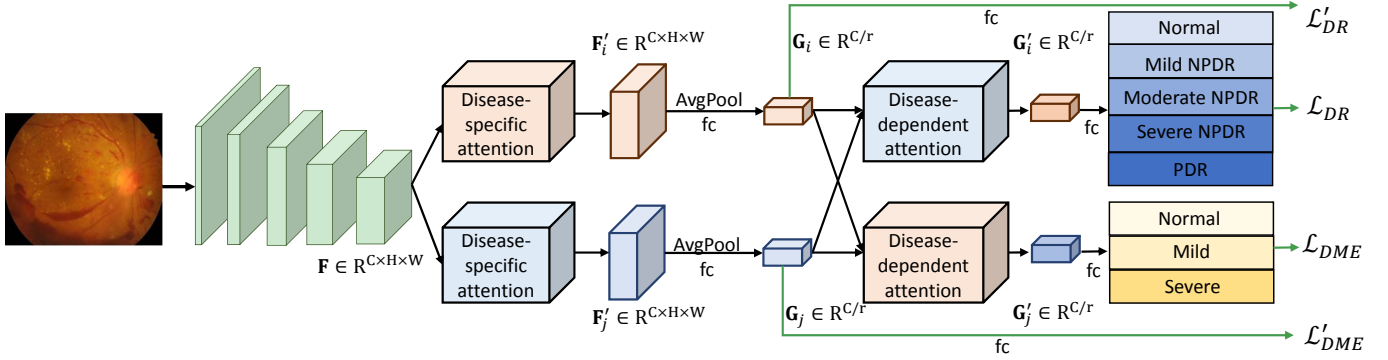 fc
ℒ′_DR
F′_i ∈ R^{C×H×W}
G_i ∈ R^{C/r}
G′_i ∈ R^{C/r}
Disease-
specific
attention
AvgPool
fc
Disease-
dependent
attention
fc
Normal
Mild NPDR
Moderate NPDR
Severe NPDR
PDR
ℒ_DR
F ∈ R^{C×H×W}
Disease-
specific
attention
AvgPool
fc
Disease-
dependent
attention
fc
Normal
Mild
Severe
ℒ_DME
F′_j ∈ R^{C×H×W}
G_j ∈ R^{C/r}
G′_j ∈ R^{C/r}
fc
ℒ′_DME